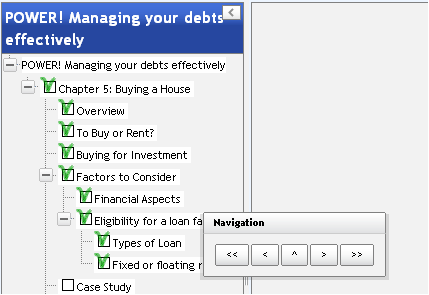 POWER! Managing your debts
effectively
<
POWER! Managing your debts effectively
Chapter 5: Buying a House
Overview
To Buy or Rent?
Buying for Investment
Factors to Consider
Financial Aspects
Eligibility for a loan fa
Types of Loan
Fixed or floating
Case Study
Navigation
<< < ^ > >>